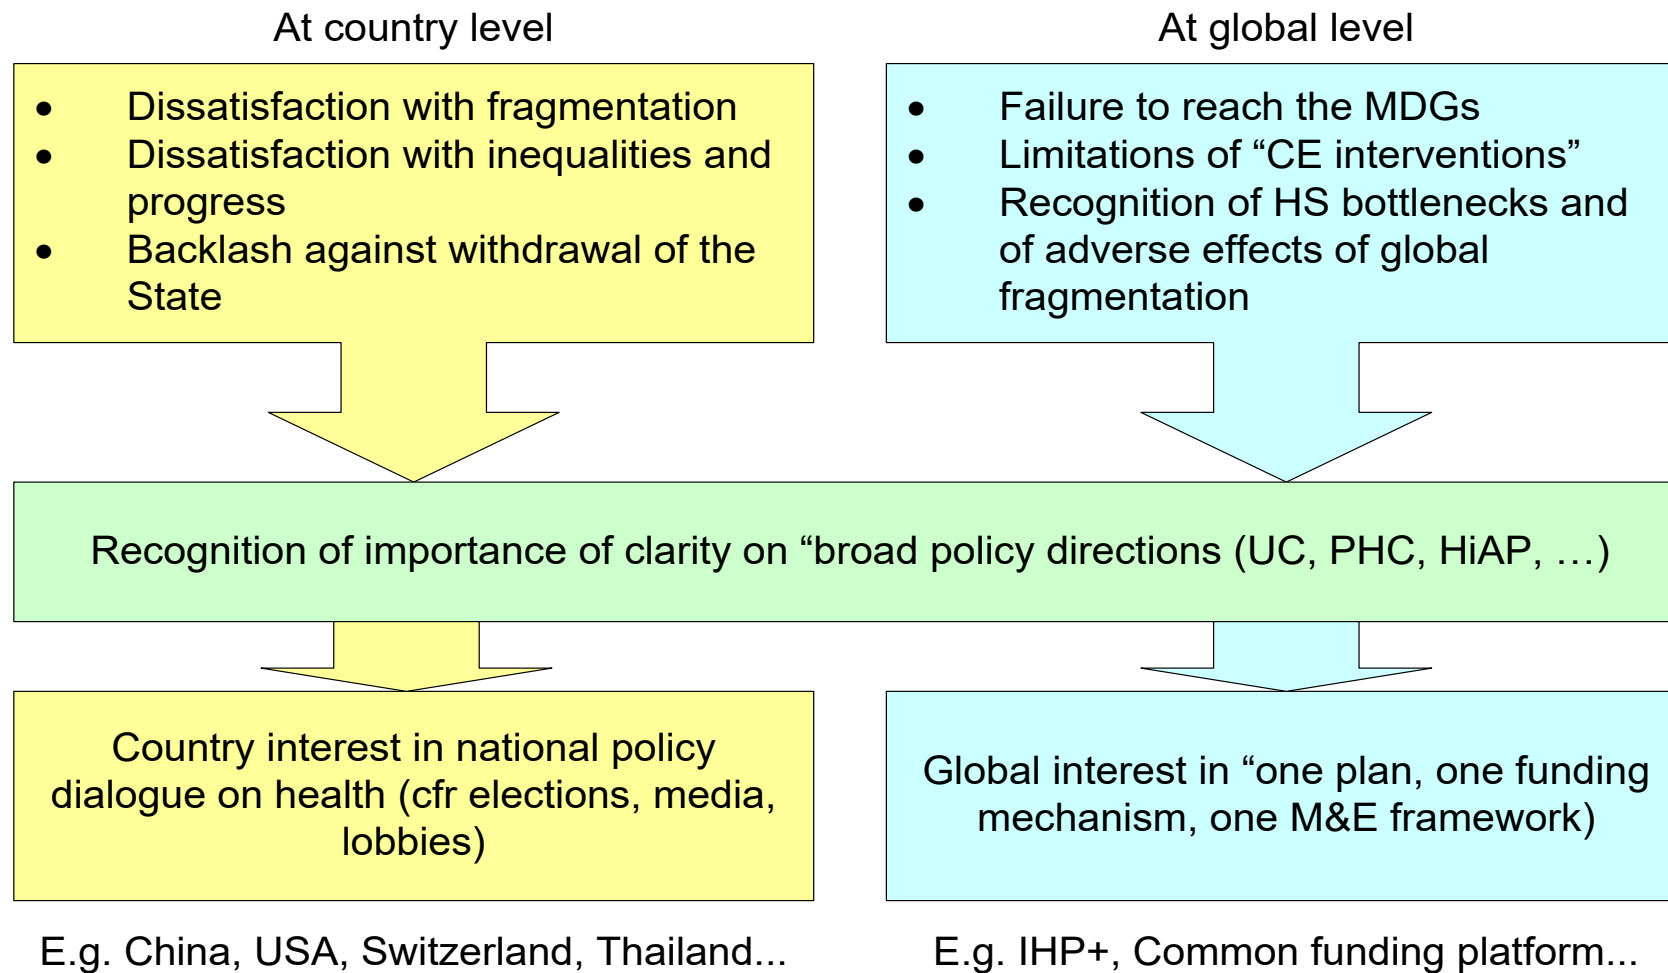 At country level
• Dissatisfaction with fragmentation
• Dissatisfaction with inequalities and
progress
• Backlash against withdrawal of the
State
At global level
• Failure to reach the MDGs
• Limitations of “CE interventions”
• Recognition of HS bottlenecks and
of adverse effects of global
fragmentation
Recognition of importance of clarity on “broad policy directions (UC, PHC, HiAP, …)
Country interest in national policy
dialogue on health (cfr elections, media,
lobbies)
Global interest in “one plan, one funding
mechanism, one M&E framework)
E.g. China, USA, Switzerland, Thailand...
E.g. IHP+, Common funding platform...